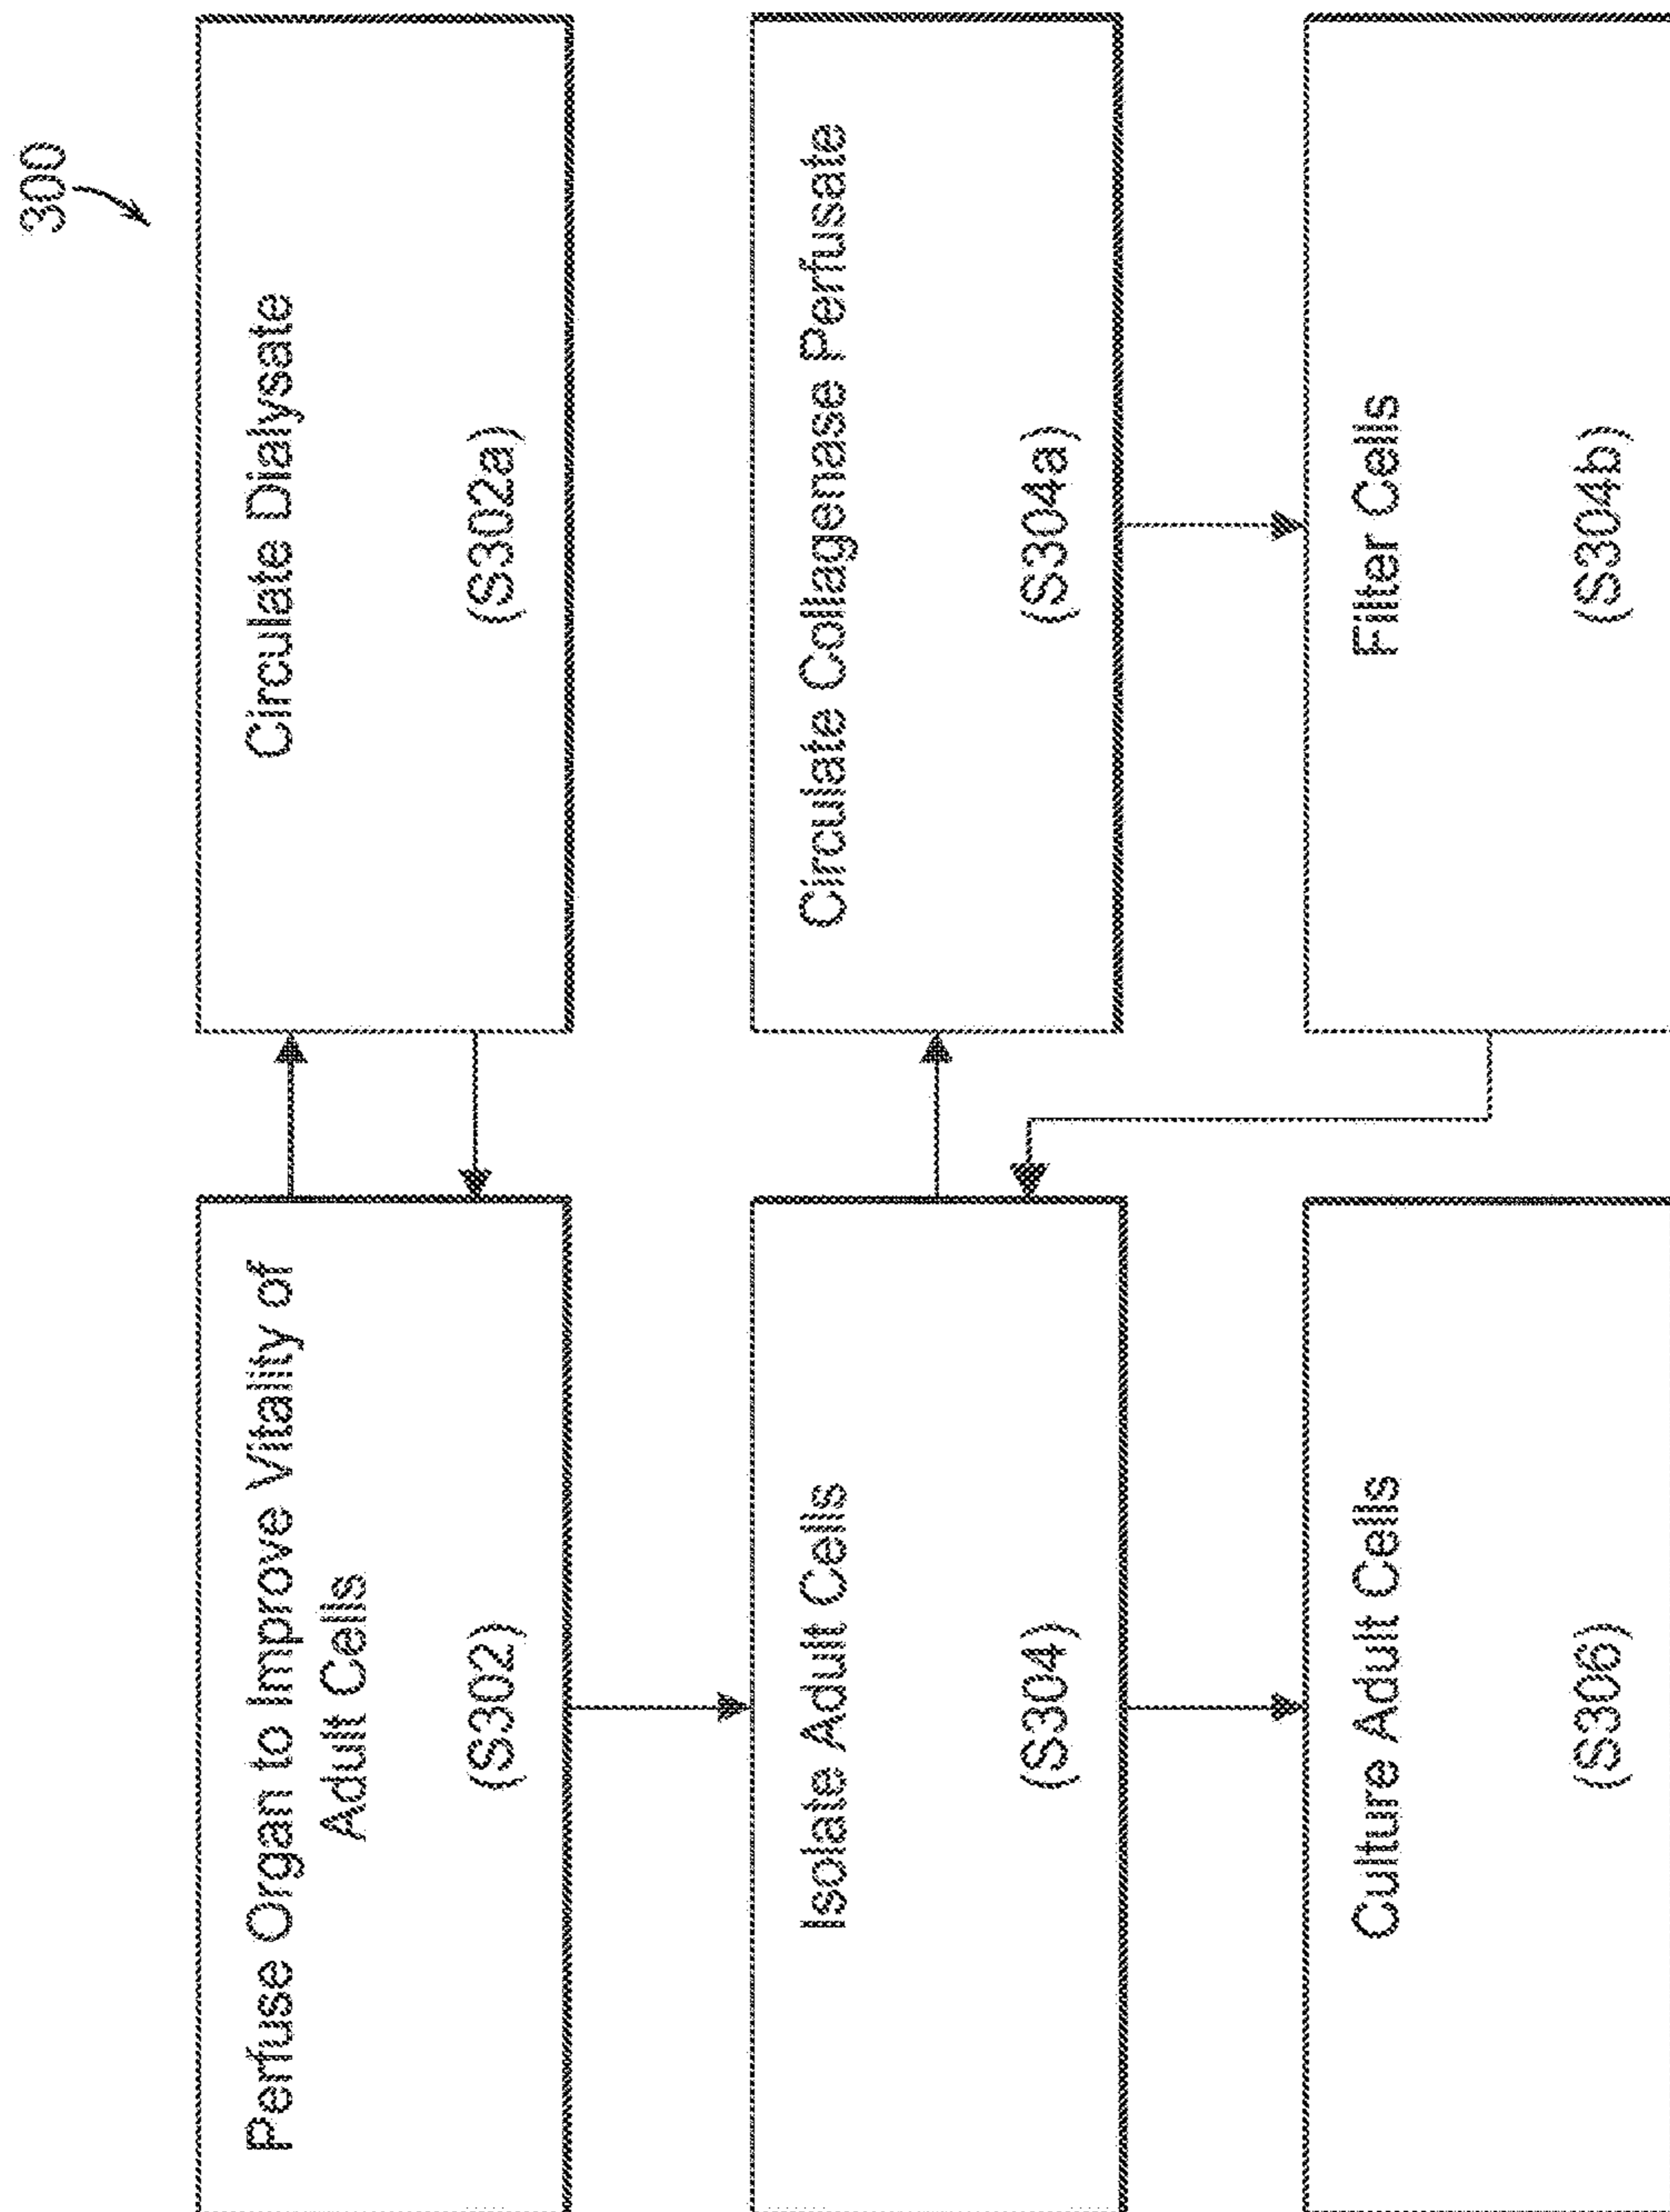 300
Perfuse Organ to Improve Vitality of
Adult Cells
(S302)
Circulate Dialysate
(S302a)
Isolate Adult Cells
(S304)
Circulate Collagenase Perfusate
(S304a)
Culture Adult Cells
(S306)
Filter Cells
(S304b)